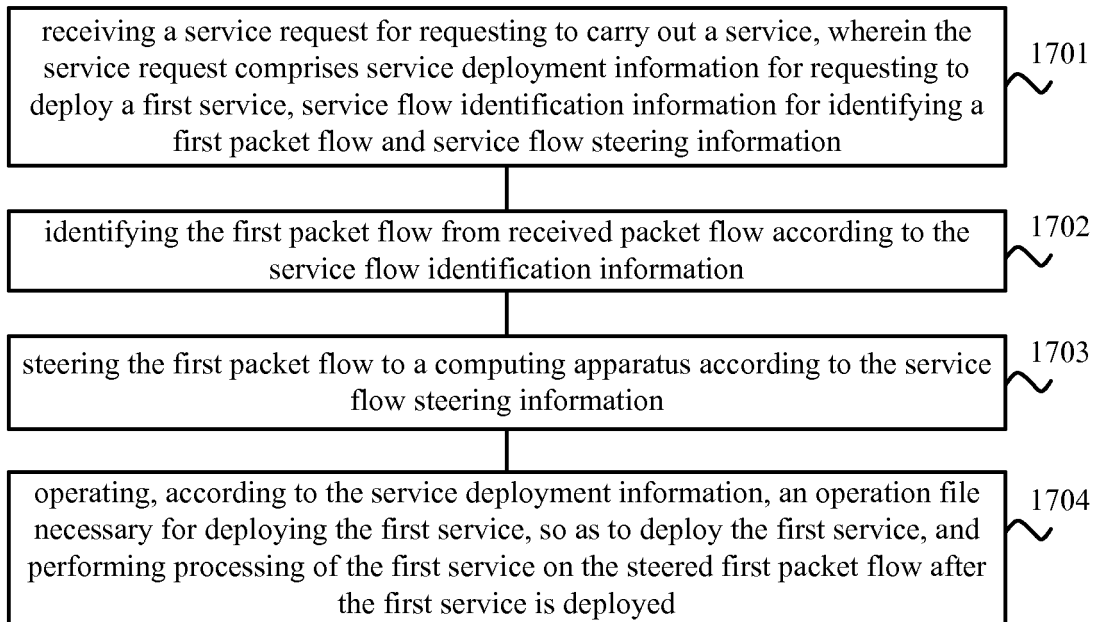 receiving a service request for requesting to carry out a service, wherein the
service request comprises service deployment information for requesting to
deploy a first service, service flow identification information for identifying a
first packet flow and service flow steering information
1701
identifying the first packet flow from received packet flow according to the
service flow identification information
1702
steering the first packet flow to a computing apparatus according to the service
flow steering information
1703
operating, according to the service deployment information, an operation file
necessary for deploying the first service, so as to deploy the first service, and
performing processing of the first service on the steered first packet flow after
the first service is deployed
1704